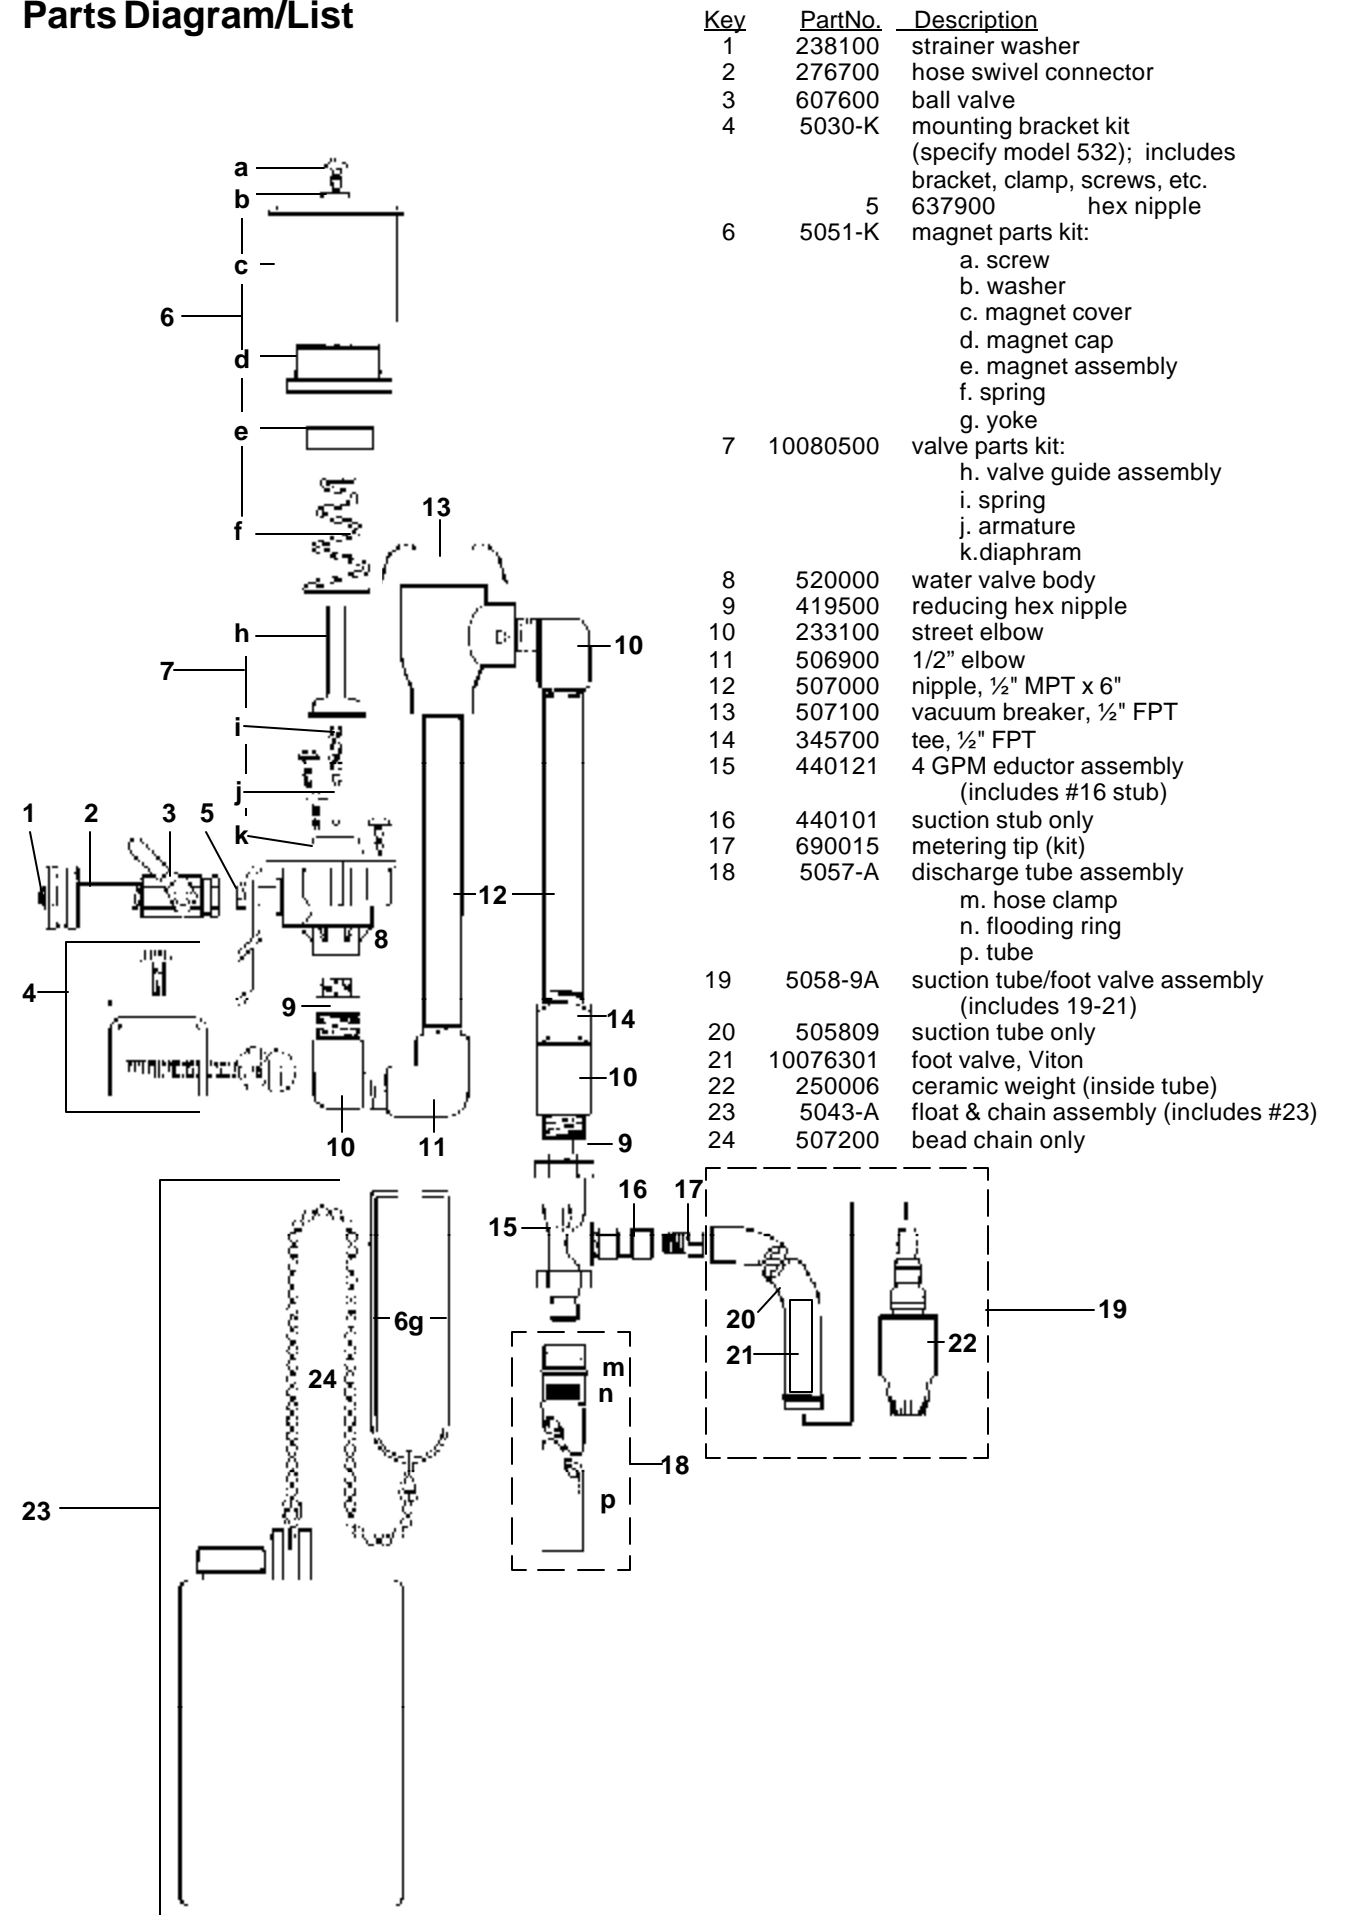 Parts Diagram/List
Key PartNo. Description
1 238100 strainer washer
2 276700 hose swivel connector
3 607600 ball valve
4 5030-K mounting bracket kit
(specify model 532); includes
bracket, clamp, screws, etc.
5 637900 hex nipple
6 5051-K magnet parts kit:
a. screw
b. washer
c. magnet cover
d. magnet cap
e. magnet assembly
f. spring
g. yoke
7 10080500 valve parts kit:
h. valve guide assembly
i. spring
j. armature
k.diaphram
8 520000 water valve body
9 419500 reducing hex nipple
10 233100 street elbow
11 506900 1/2” elbow
12 507000 nipple, ½" MPT x 6"
13 507100 vacuum breaker, ½" FPT
14 345700 tee, ½" FPT
15 440121 4 GPM eductor assembly
(includes #16 stub)
16 440101 suction stub only
17 690015 metering tip (kit)
18 5057-A discharge tube assembly
m. hose clamp
n. flooding ring
p. tube
19 5058-9A suction tube/foot valve assembly
(includes 19-21)
20 505809 suction tube only
21 10076301 foot valve, Viton
22 250006 ceramic weight (inside tube)
23 5043-A float & chain assembly (includes #23)
24 507200 bead chain only
a
b
c
6
d
e
f
13
h
10
7
i
j
1 2 3 5
k
12
8
4
9
14
10
10 11
9
16 17
15
19
20
6g
22
21
m
24
n
18
p
23